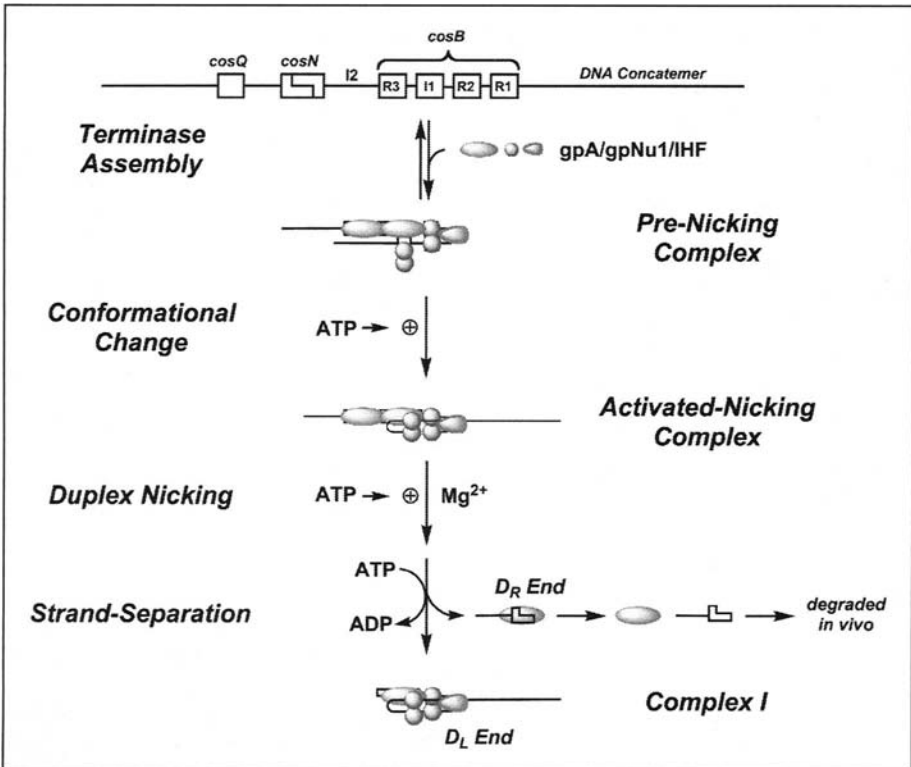 cosB
cosQ cosN I2 R3 I1 R2 R1 DNA Concatemer
Terminase
Assembly
gpA/gpNu1/IHF
Pre-Nicking
Complex
Conformational
Change
ATP
Activated-Nicking
Complex
Duplex Nicking
ATP Mg2+
Strand-Separation
ATP
ADP
DR End
degraded
in vivo
Complex I
DL End